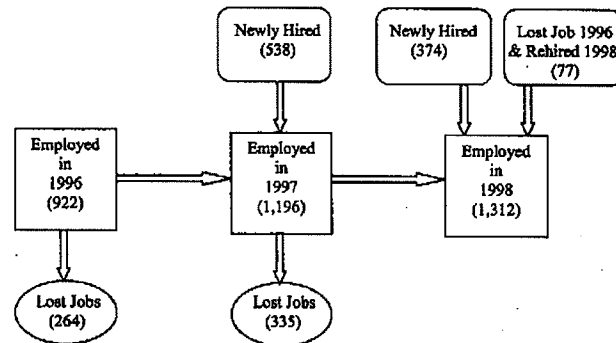 Newly Hired
(538)
Newly Hired
(374)
Lost Job 1996
& Rehired 1998
(77)
Employed
in
1996
(922)
Employed
in
1997
(1,196)
Employed
in
1998
(1,312)
Lost Jobs
(264)
Lost Jobs
(335)